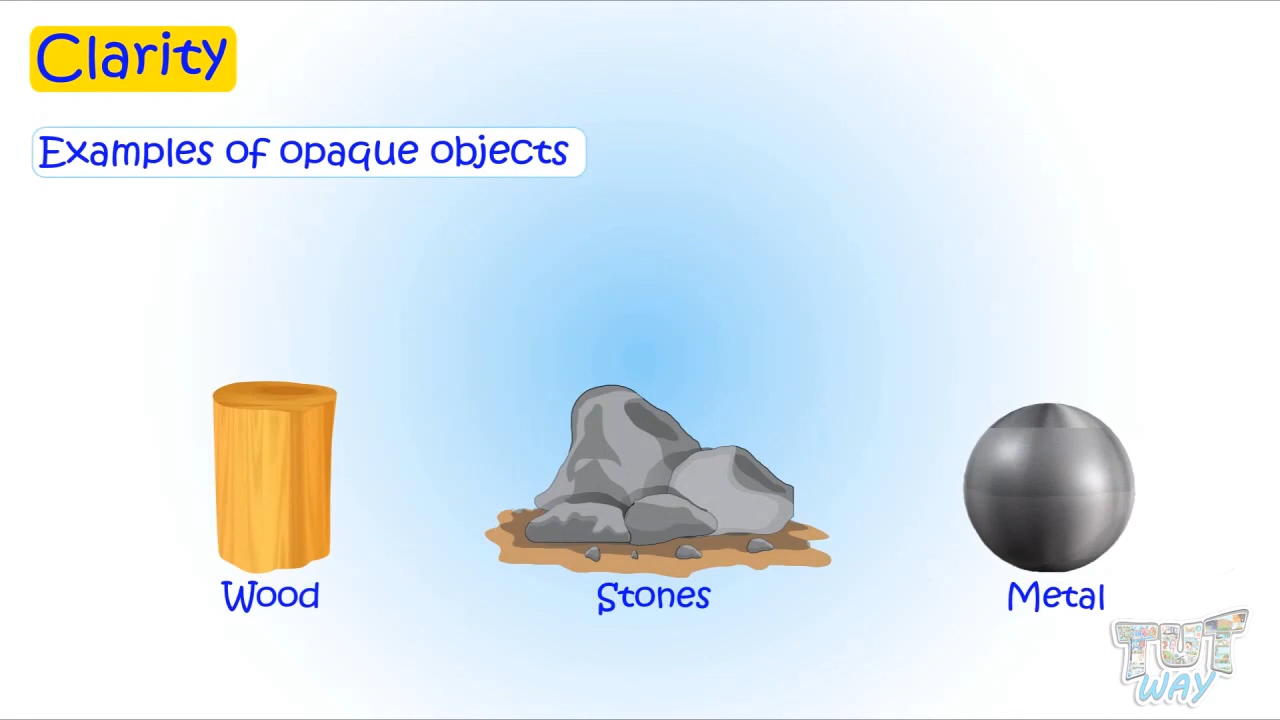 Clarity
Examples of opaque objects
Wood
Stones
Metal
TUT
WAY